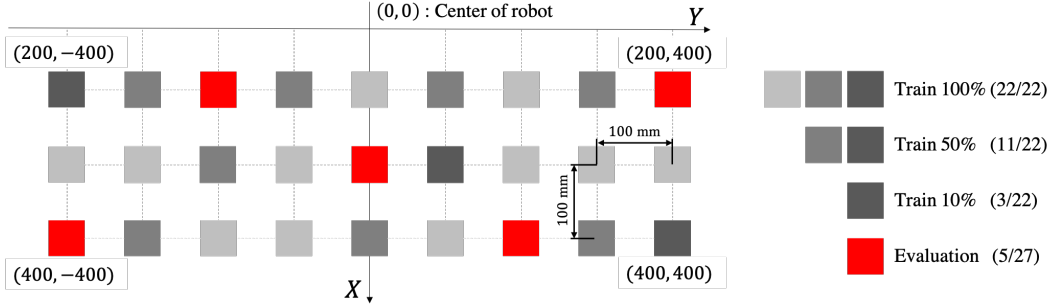 (0, 0) : Center of robot
Y
(200, −400)
(200, 400)
100 mm
100 mm
(400, −400)
(400, 400)
X
Train 100% (22/22)
Train 50% (11/22)
Train 10% (3/22)
Evaluation (5/27)